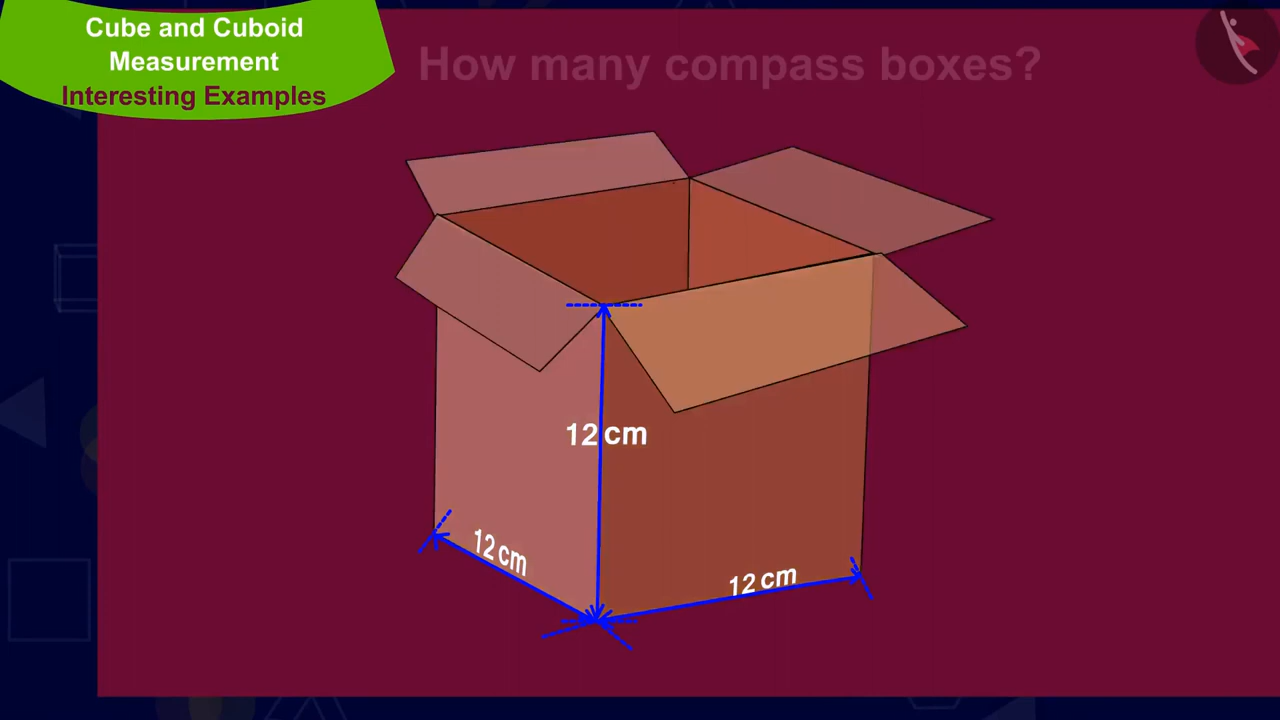 Cube and Cuboid
Measurement
Interesting Examples
How many compass boxes?
12 cm
12 cm
12 cm